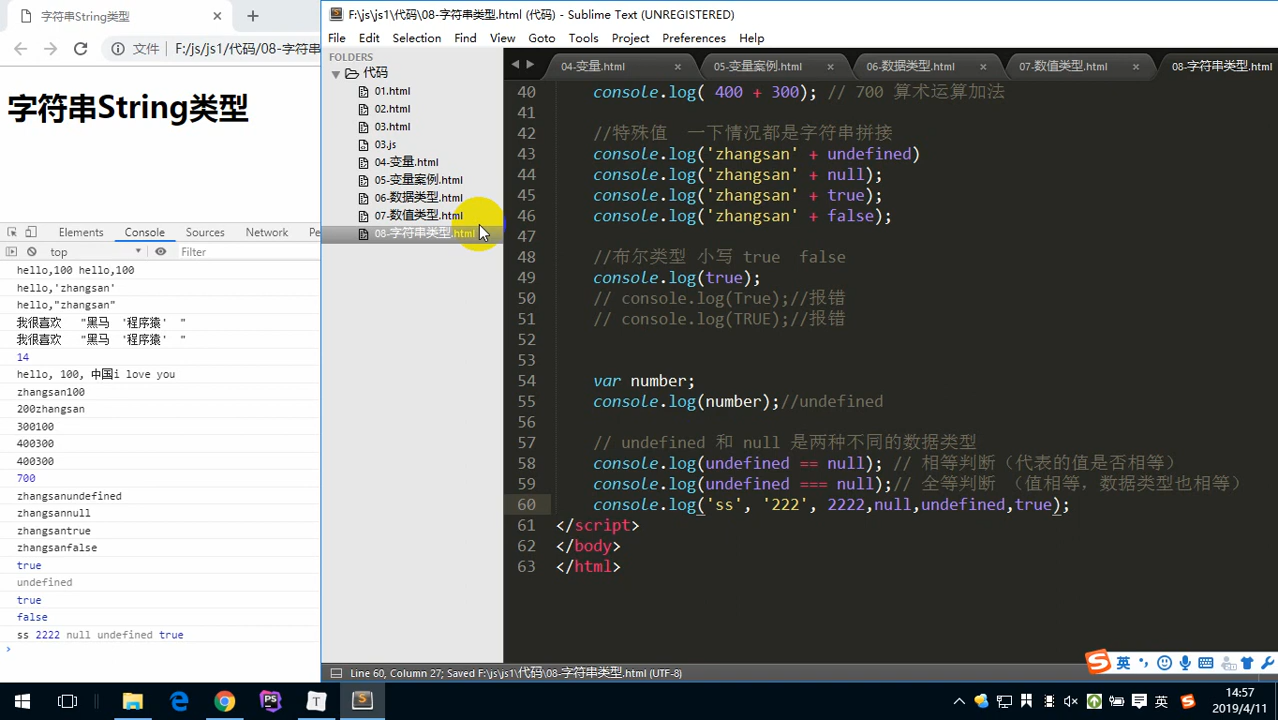 字符串String类型
文件 F:/js/js1/代码/08-字符串
字符串String类型
Elements Console Sources Network Pe
top Filter
hello,100 hello,100
hello,'zhangsan'
hello,"zhangsan"
我很喜欢 "黑马 '程序猿' "
我很喜欢 "黑马 '程序猿' "
14
hello, 100, 中国i love you
zhangsan100
200zhangsan
300100
400300
400300
700
zhangsanundefined
zhangsannull
zhangsantrue
zhangsanfalse
true
undefined
true
false
ss 2222 null undefined true
F:\js\js1\代码\08-字符串类型.html (代码) - Sublime Text (UNREGISTERED)
File Edit Selection Find View Goto Tools Project Preferences Help
FOLDERS
代码
01.html
02.html
03.html
03.js
04-变量.html
05-变量案例.html
06-数据类型.html
07-数值类型.html
08-字符串类型.html
04-变量.html 05-变量案例.html 06-数据类型.html 07-数值类型.html 08-字符串类型.html
40 console.log( 400 + 300); // 700 算术运算加法
41
42 //特殊值 一下情况都是字符串拼接
43 console.log('zhangsan' + undefined)
44 console.log('zhangsan' + null);
45 console.log('zhangsan' + true);
46 console.log('zhangsan' + false);
47
48 //布尔类型 小写 true false
49 console.log(true);
50 // console.log(True);//报错
51 // console.log(TRUE);//报错
52
53
54 var number;
55 console.log(number);//undefined
56
57 // undefined 和 null 是两种不同的数据类型
58 console.log(undefined == null); // 相等判断（代表的值是否相等）
59 console.log(undefined === null);// 全等判断 （值相等，数据类型也相等）
60 console.log('ss', '222', 2222,null,undefined,true);
61 </script>
62 </body>
63 </html>
Line 60, Column 27; Saved F:\js\js1\代码\08-字符串类型.html (UTF-8)
英
英
14:57
2019/4/11